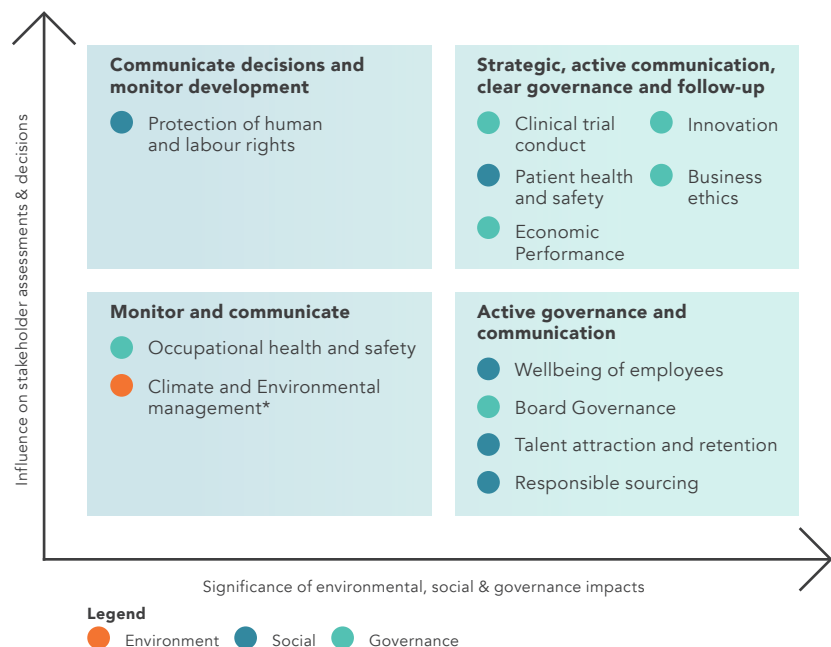 Influence on stakeholder assessments & decisions
Communicate decisions and
monitor development
Protection of human
and labour rights
Strategic, active communication,
clear governance and follow-up
Clinical trial
conduct
Patient health
and safety
Economic
Performance
Innovation
Business
ethics
Monitor and communicate
Occupational health and safety
Climate and Environmental
management*
Active governance and
communication
Wellbeing of employees
Board Governance
Talent attraction and retention
Responsible sourcing
Significance of environmental, social & governance impacts
Legend
Environment
Social
Governance